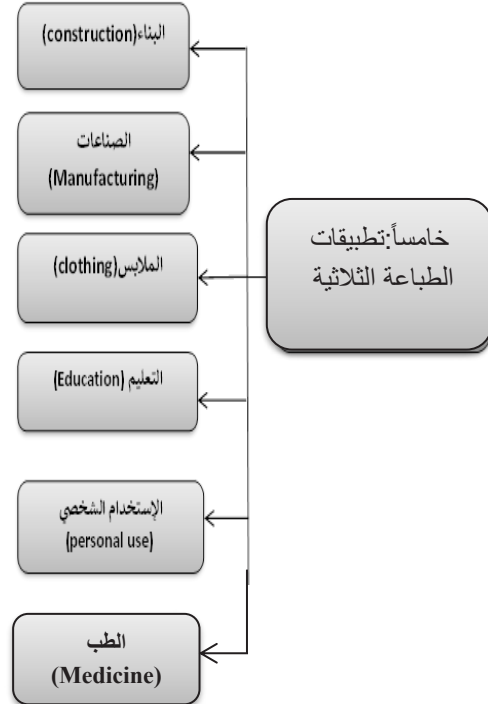 خامساً:تطبيقات
الطباعة الثلاثية
البناء(construction)
الصناعات
(Manufacturing)
الملابس(clothing)
التعليم (Education)
الإستخدام الشخصي
(personal use)
الطب
(Medicine)